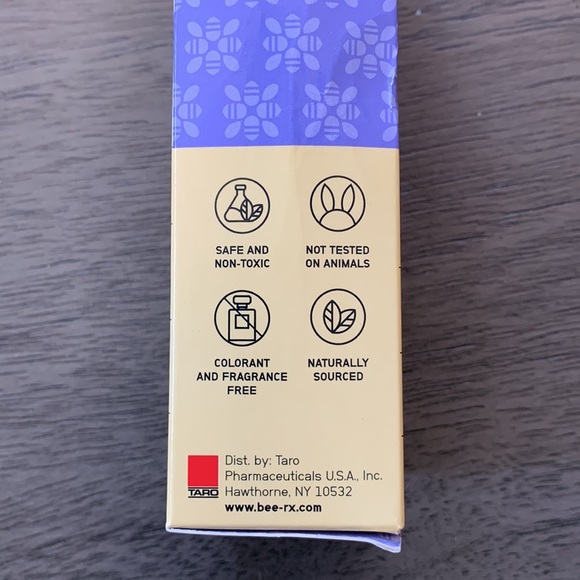 SAFE AND
NON-TOXIC
NOT TESTED
ON ANIMALS
COLORANT
AND FRAGRANCE
FREE
NATURALLY
SOURCED
TARO
Dist. by: Taro
Pharmaceuticals U.S.A., Inc.
Hawthorne, NY 10532
www.bee-rx.com